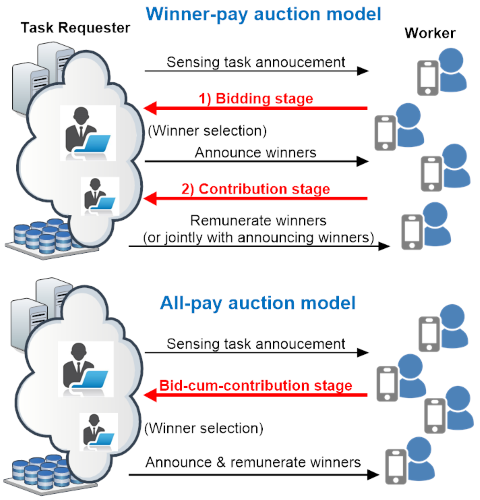 Winner-pay auction model
Task Requester
Worker
Sensing task annoucement
1) Bidding stage
(Winner selection)
Announce winners
2) Contribution stage
Remunerate winners
(or jointly with announcing winners)
All-pay auction model
Sensing task annoucement
Bid-cum-contribution stage
(Winner selection)
Announce & remunerate winners